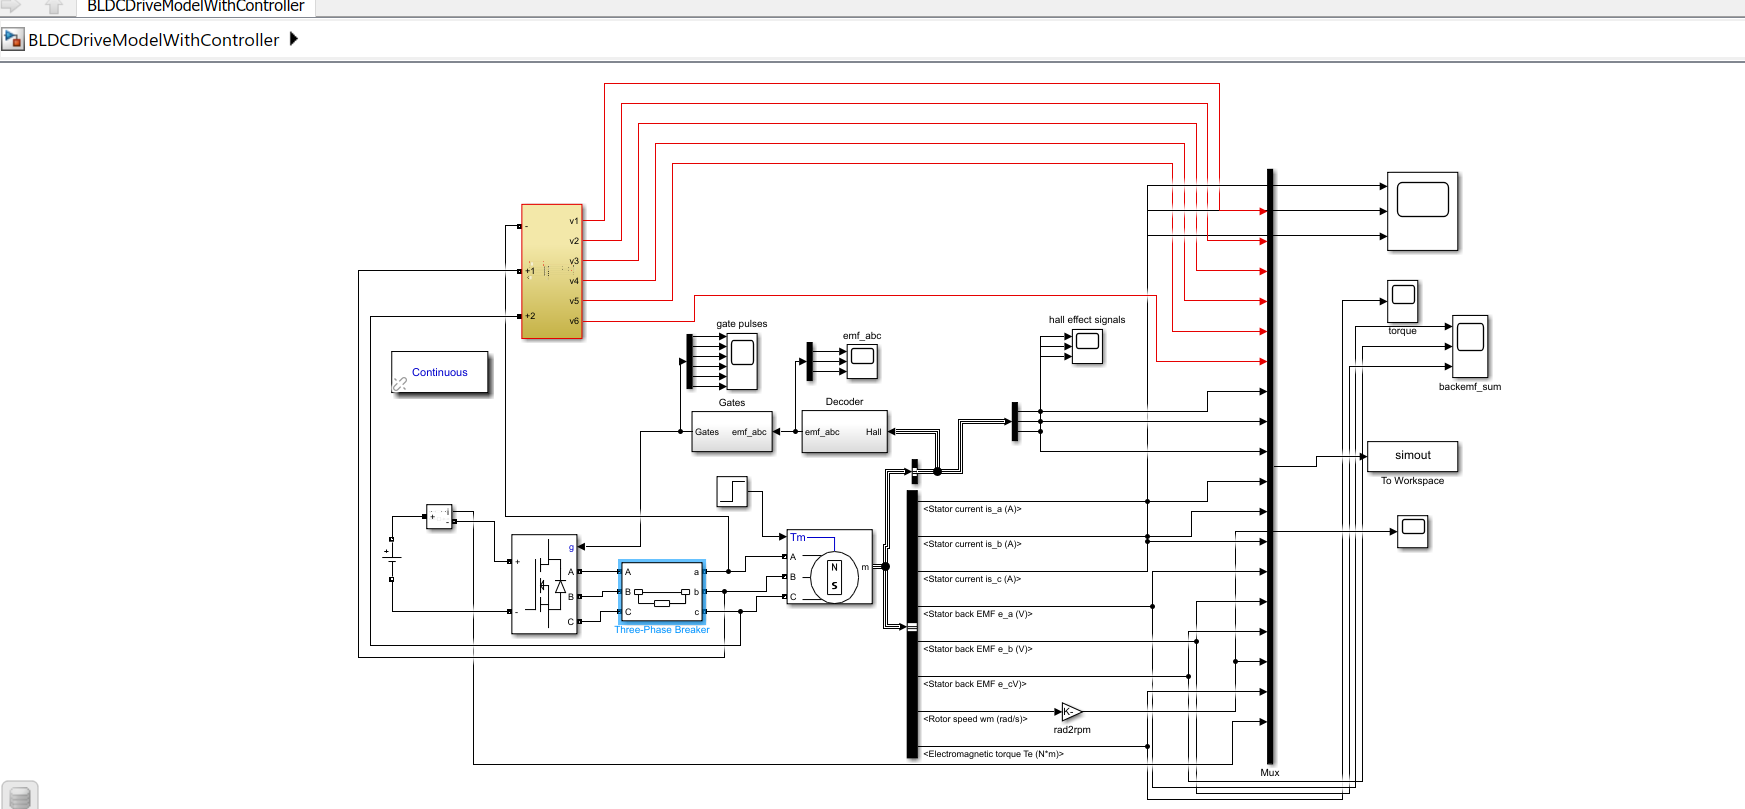 BLDCDriveModelWithController
BLDCDriveModelWithController
v1
v2
v3
v4
v5
v6
-
+1
+2
Continuous
gate pulses
emf_abc
hall effect signals
torque
backemf_sum
Gates
Decoder
Gates emf_abc
emf_abc Hall
simout
To Workspace
+ i
-
g
+
-
A
B
C
A
B
C
a
b
c
Three-Phase Breaker
Tm
A
B
C
N
S
m
<Stator current is_a (A)>
<Stator current is_b (A)>
<Stator current is_c (A)>
<Stator back EMF e_a (V)>
<Stator back EMF e_b (V)>
<Stator back EMF e_cV)>
<Rotor speed wm (rad/s)>
<Electromagnetic torque Te (N*m)>
K-
rad2rpm
Mux